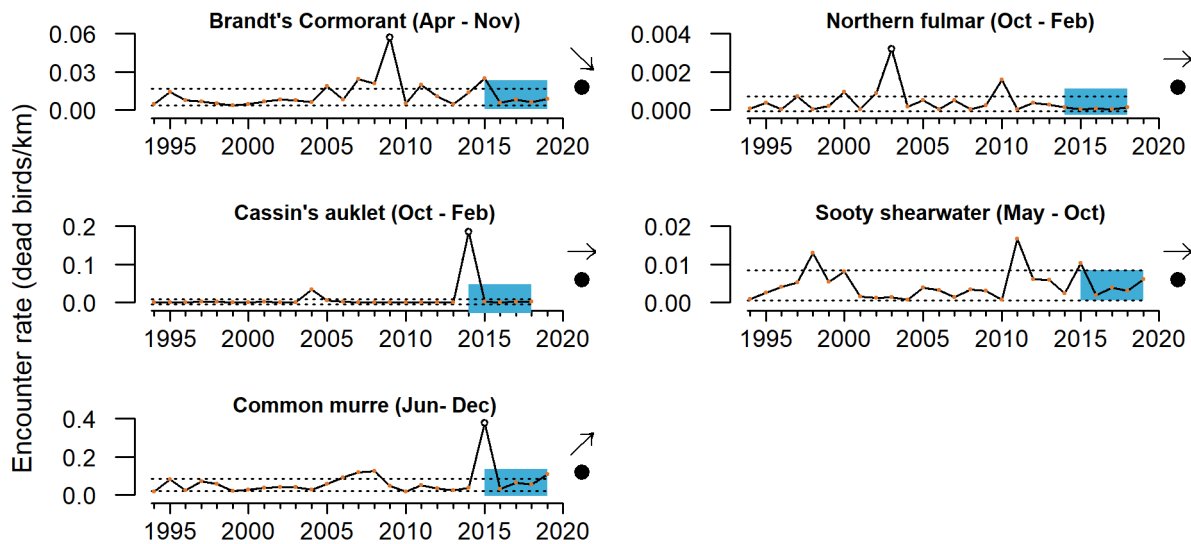 Encounter rate (dead birds/km)
Brandt's Cormorant (Apr - Nov)
0.06
0.03
0.00
1995 2000 2005 2010 2015 2020
Northern fulmar (Oct - Feb)
0.004
0.002
0.000
1995 2000 2005 2010 2015 2020
Cassin's auklet (Oct - Feb)
0.2
0.1
0.0
1995 2000 2005 2010 2015 2020
Sooty shearwater (May - Oct)
0.02
0.01
0.00
1995 2000 2005 2010 2015 2020
Common murre (Jun- Dec)
0.4
0.2
0.0
1995 2000 2005 2010 2015 2020